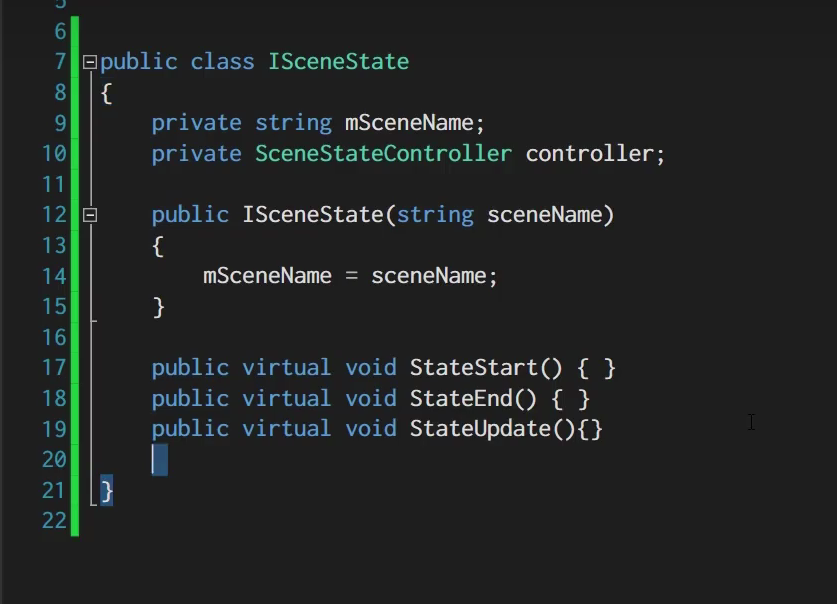 5
6
7 public class ISceneState
8 {
9 private string mSceneName;
10 private SceneStateController controller;
11
12 public ISceneState(string sceneName)
13 {
14 mSceneName = sceneName;
15 }
16
17 public virtual void StateStart() { }
18 public virtual void StateEnd() { }
19 public virtual void StateUpdate(){}
20
21 }
22